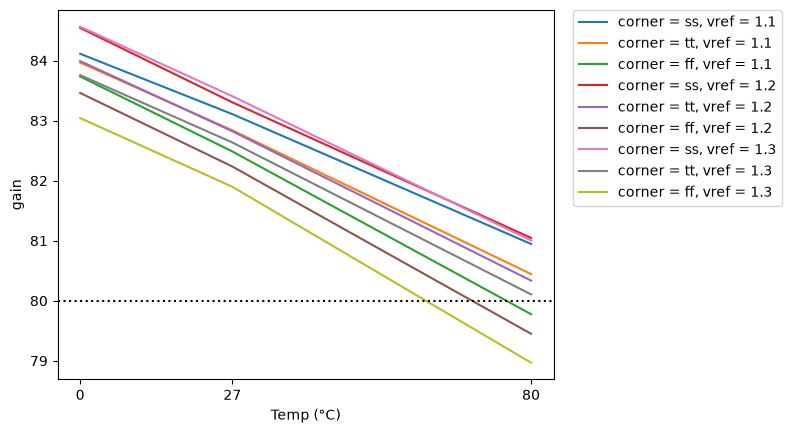 84
83
82
81
80
79
gain
0
27
80
Temp (°C)
corner = ss, vref = 1.1
corner = tt, vref = 1.1
corner = ff, vref = 1.1
corner = ss, vref = 1.2
corner = tt, vref = 1.2
corner = ff, vref = 1.2
corner = ss, vref = 1.3
corner = tt, vref = 1.3
corner = ff, vref = 1.3